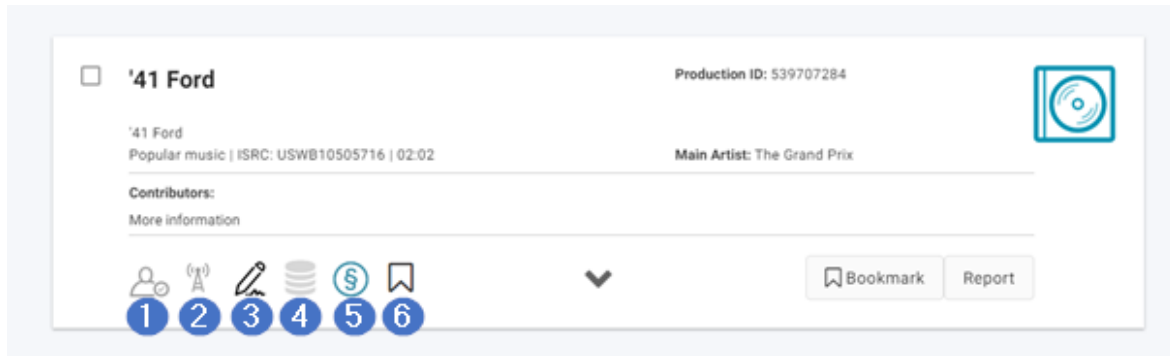 '41 Ford
Production ID: 539707284
'41 Ford
Popular music | ISRC: USWB10505716 | 02:02
Main Artist: The Grand Prix
Contributors:
More information
§
Bookmark
Report
1 2 3 4 5 6